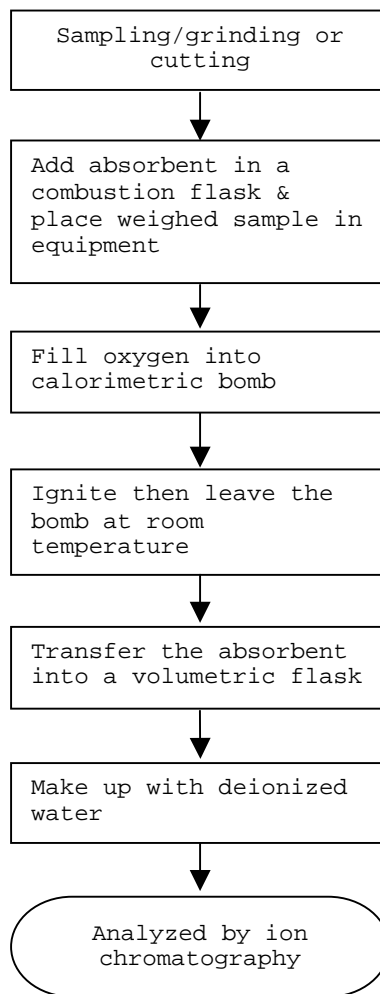 Sampling/grinding or
cutting
Add absorbent in a
combustion flask &
place weighed sample in
equipment
Fill oxygen into
calorimetric bomb
Ignite then leave the
bomb at room
temperature
Transfer the absorbent
into a volumetric flask
Make up with deionized
water
Analyzed by ion
chromatography